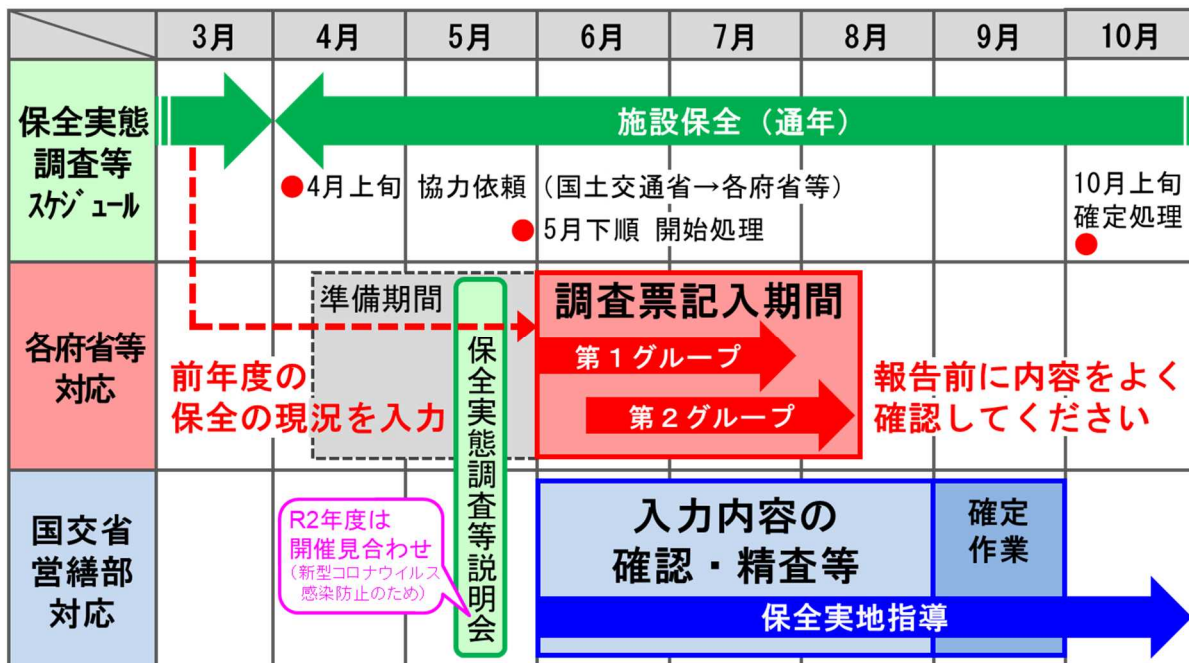 3月
4月
5月
6月
7月
8月
9月
10月
保全実態
調査等
スケジュール
施設保全（通年）
4月上旬 協力依頼（国土交通省→各府省等）
5月下順 開始処理
10月上旬
確定処理
各府省等
対応
前年度の
保全の現況を入力
準備期間
保全実態調査等説明会
調査票記入期間
第１グループ
第２グループ
報告前に内容をよく
確認してください
国交省
営繕部
対応
R2年度は
開催見合わせ
（新型コロナウイルス
感染防止のため）
入力内容の
確認・精査等
確定
作業
保全実地指導